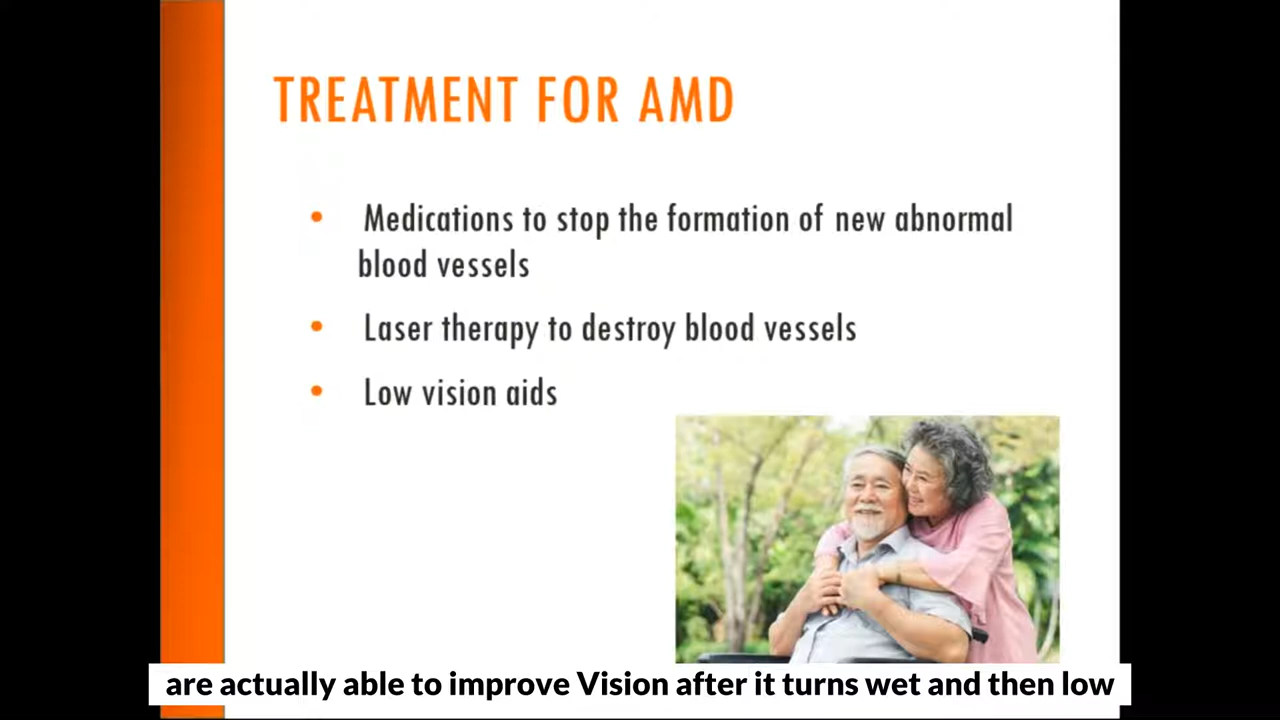 TREATMENT FOR AMD
• Medications to stop the formation of new abnormal
blood vessels
• Laser therapy to destroy blood vessels
• Low vision aids
are actually able to improve Vision after it turns wet and then low